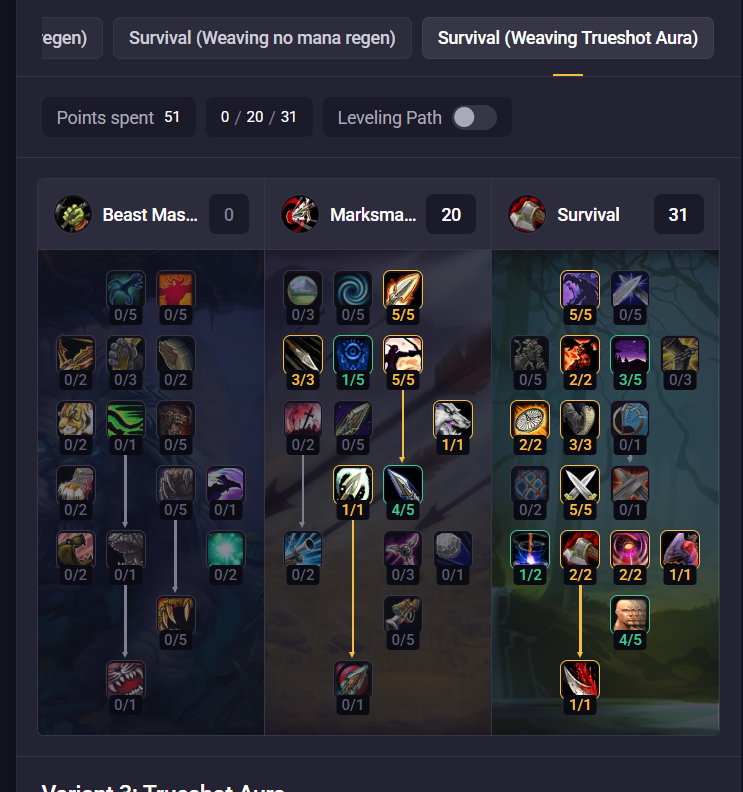 egen)
Survival (Weaving no mana regen)
Survival (Weaving Trueshot Aura)
Points spent 51
0 / 20 / 31
Leveling Path
Beast Mas... 0
Marksma... 20
Survival 31
0/5 0/5
0/3 0/5 5/5
5/5 0/5
0/2 0/3 0/2
3/3 1/5 5/5
0/5 2/2 3/5 0/3
0/2 0/1 0/5
0/2 0/5 1/1
2/2 3/3 0/1
0/2 0/5 0/1
1/1 4/5
0/2 5/5 0/1
0/2 0/1 0/2
0/2 0/3 0/1
1/2 2/2 2/2 1/1
0/5
0/5
4/5
0/1
0/1
1/1
Variant 3: Trueshot Aura